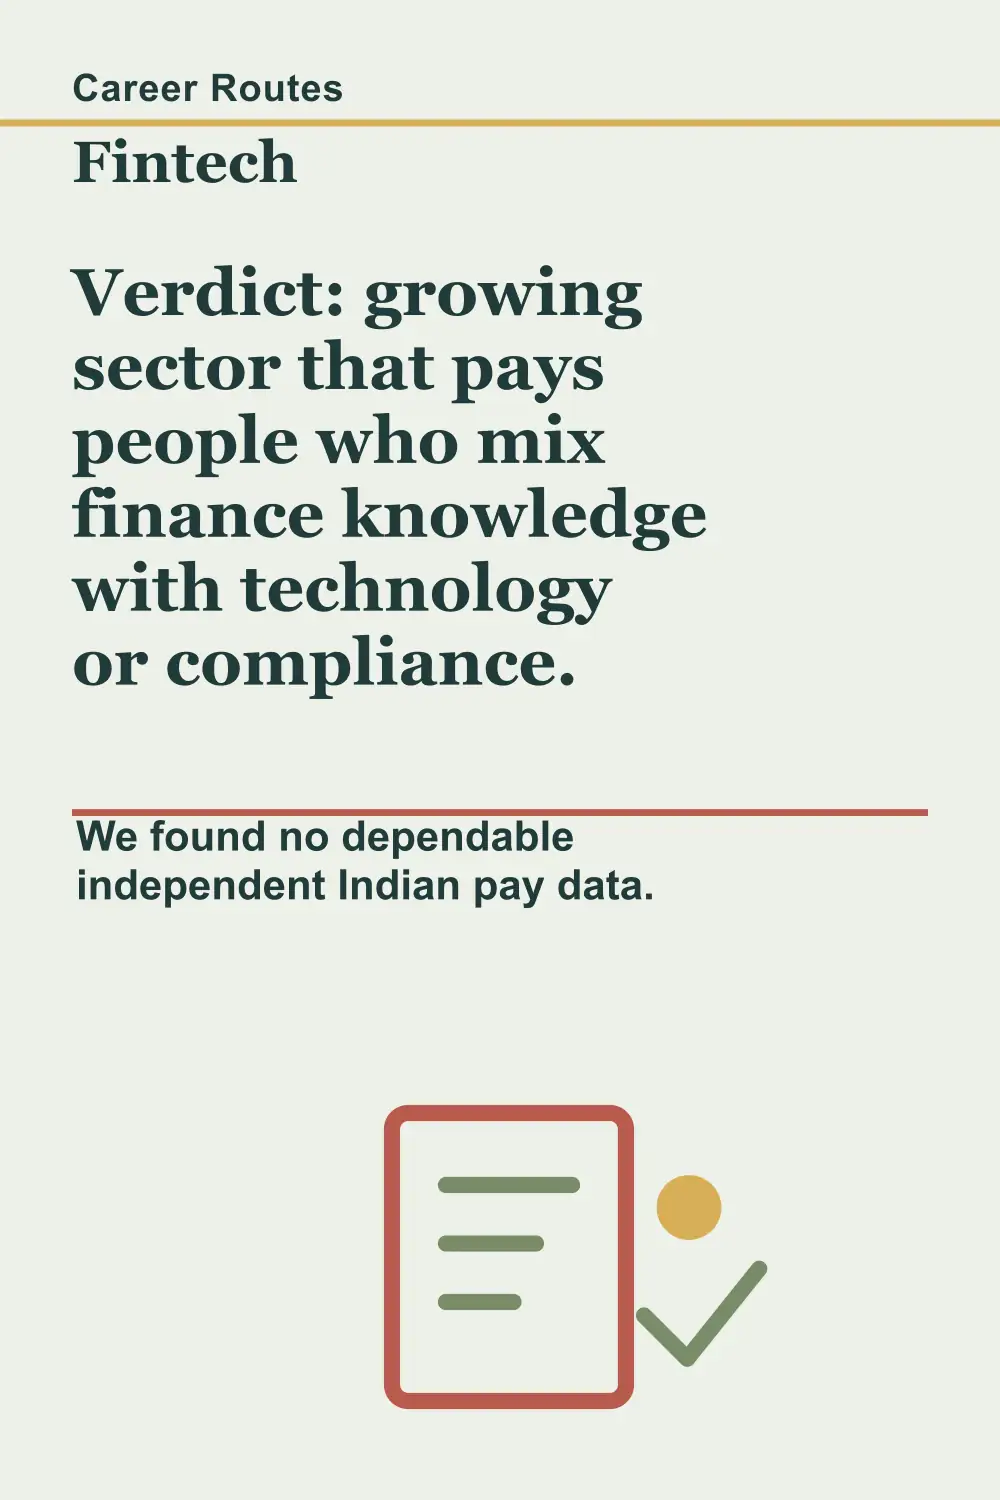 Career Routes
Fintech
Verdict: growing
sector that pays
people who mix
finance knowledge
with technology
or compliance.
We found no dependable
independent Indian pay data.